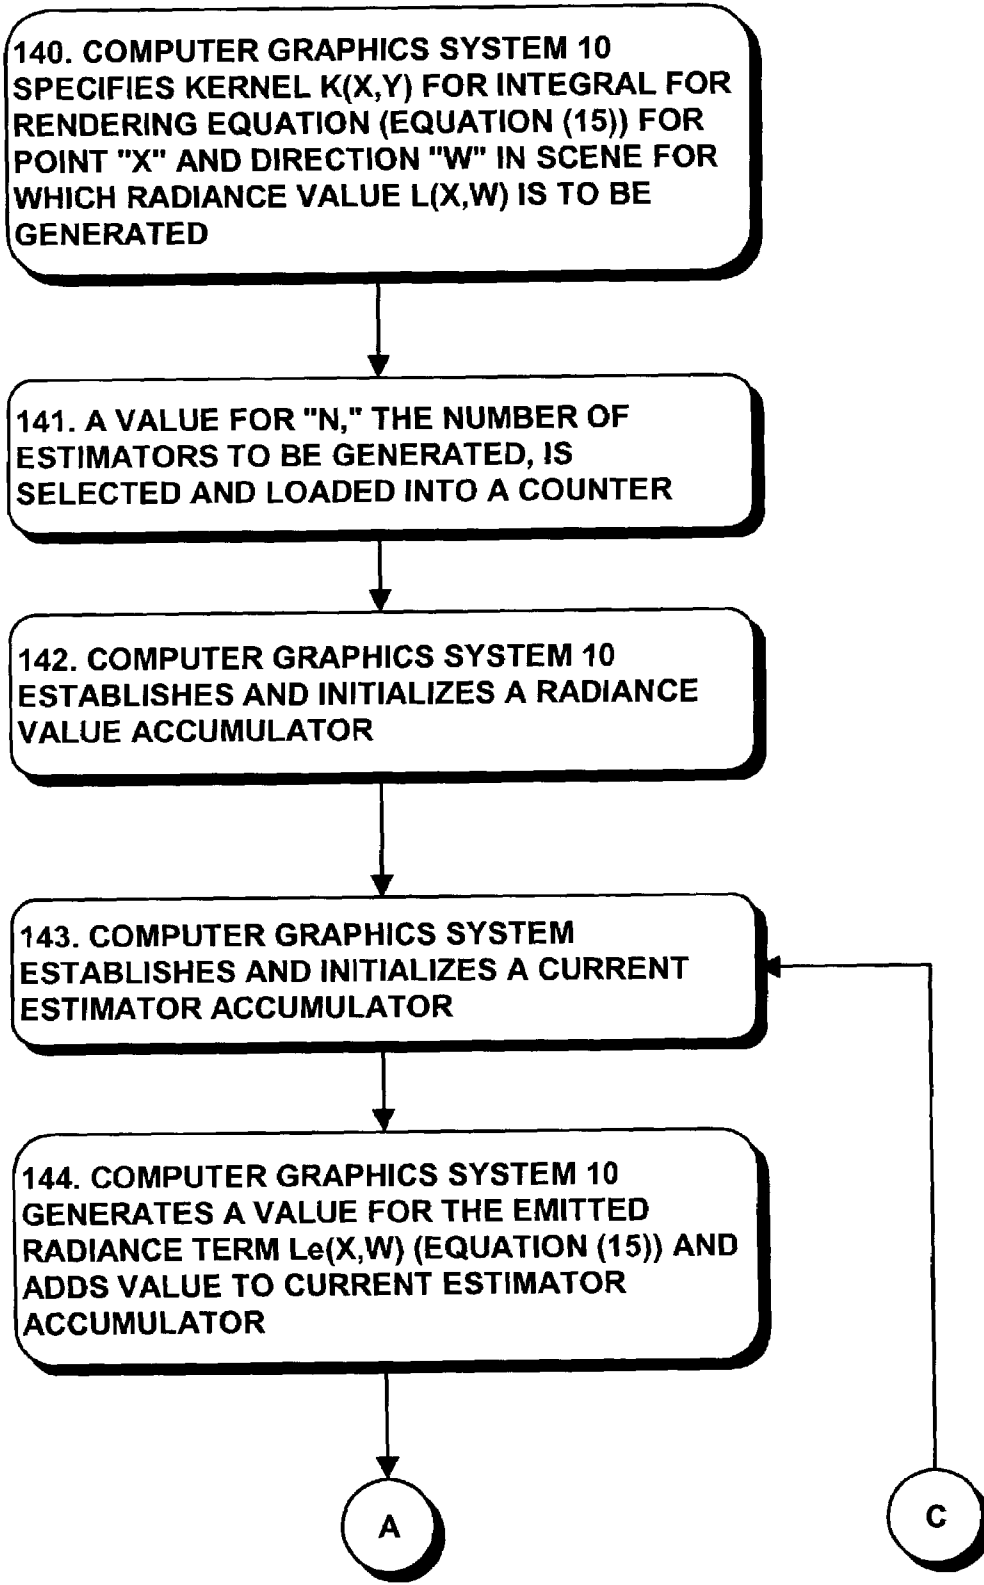 140. COMPUTER GRAPHICS SYSTEM 10
SPECIFIES KERNEL K(X,Y) FOR INTEGRAL FOR
RENDERING EQUATION (EQUATION (15)) FOR
POINT "X" AND DIRECTION "W" IN SCENE FOR
WHICH RADIANCE VALUE L(X,W) IS TO BE
GENERATED
141. A VALUE FOR "N," THE NUMBER OF
ESTIMATORS TO BE GENERATED, IS
SELECTED AND LOADED INTO A COUNTER
142. COMPUTER GRAPHICS SYSTEM 10
ESTABLISHES AND INITIALIZES A RADIANCE
VALUE ACCUMULATOR
143. COMPUTER GRAPHICS SYSTEM
ESTABLISHES AND INITIALIZES A CURRENT
ESTIMATOR ACCUMULATOR
144. COMPUTER GRAPHICS SYSTEM 10
GENERATES A VALUE FOR THE EMITTED
RADIANCE TERM Le(X,W) (EQUATION (15)) AND
ADDS VALUE TO CURRENT ESTIMATOR
ACCUMULATOR
A
C